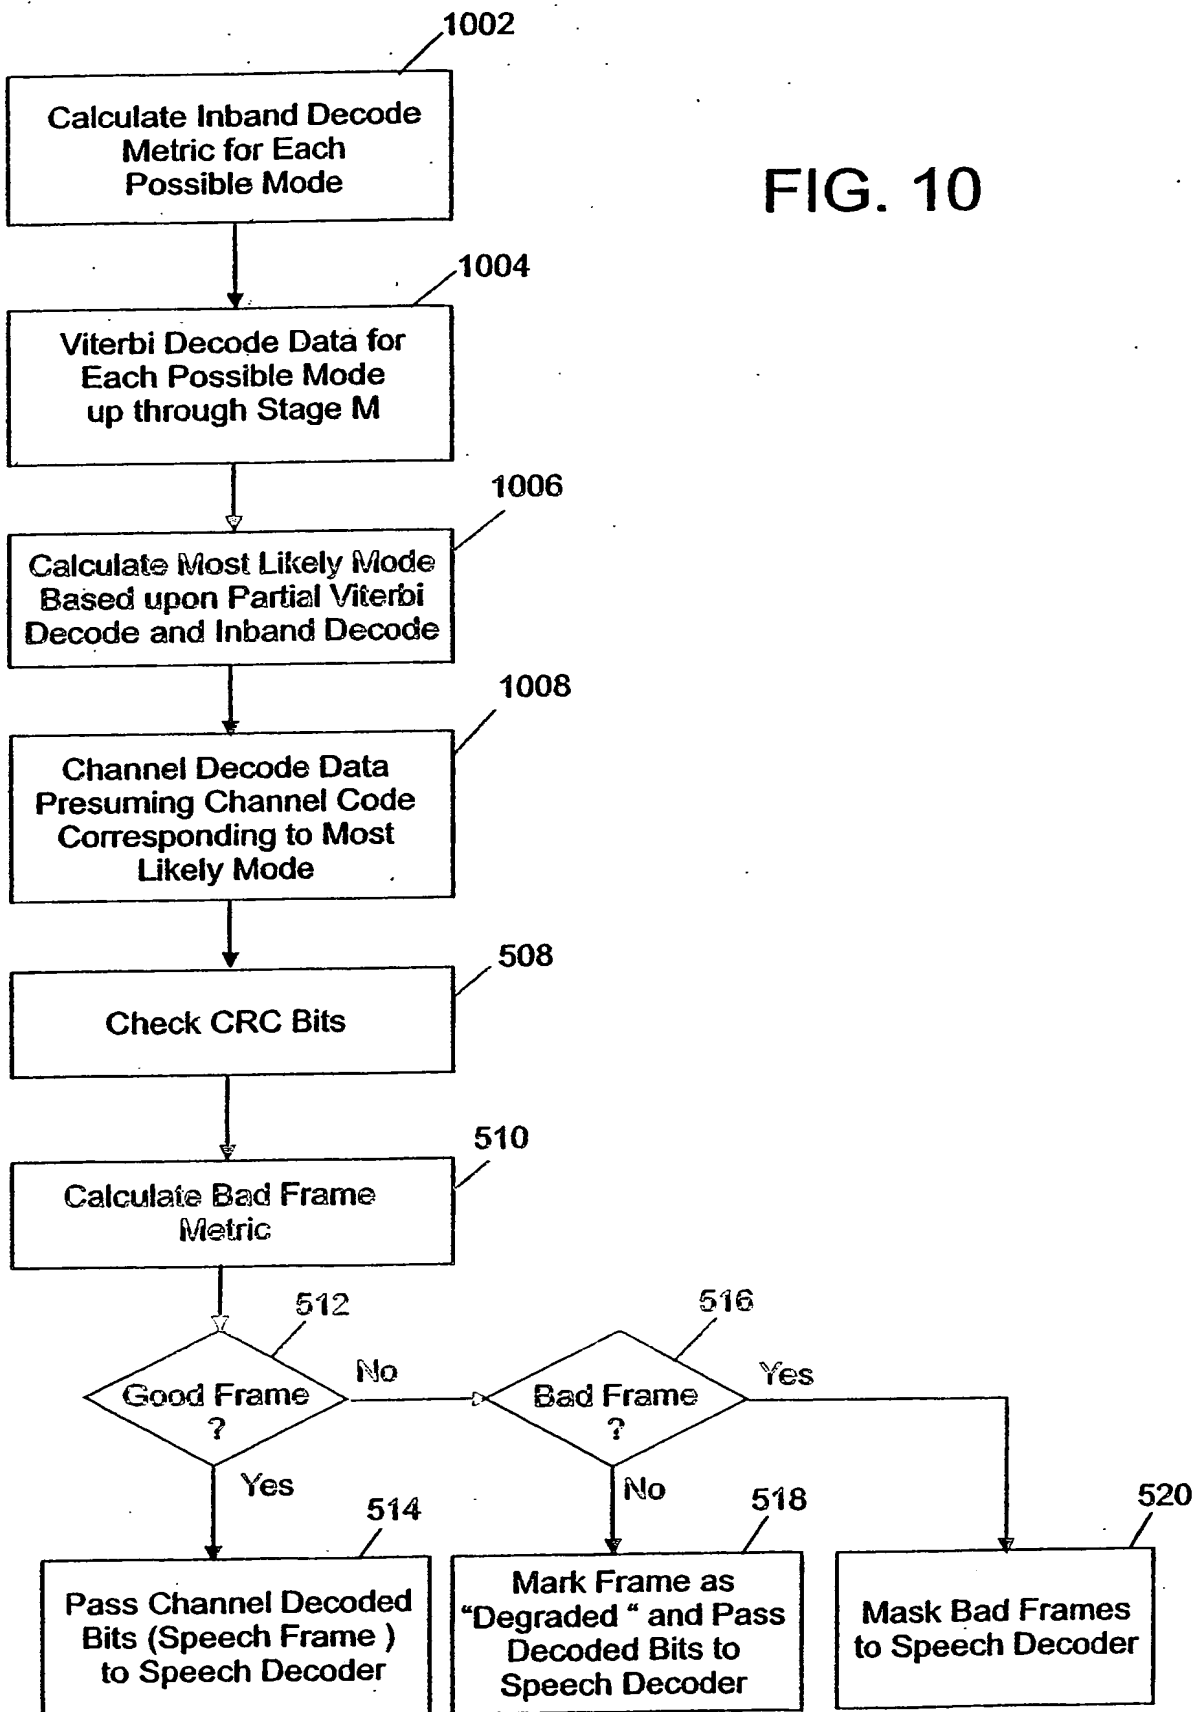 1002
Calculate Inband Decode
Metric for Each
Possible Mode
FIG. 10
1004
Viterbi Decode Data for
Each Possible Mode
up through Stage M
1006
Calculate Most Likely Mode
Based upon Partial Viterbi
Decode and Inband Decode
1008
Channel Decode Data
Presuming Channel Code
Corresponding to Most
Likely Mode
508
Check CRC Bits
510
Calculate Bad Frame
Metric
512
Good Frame
?
No
516
Bad Frame
?
Yes
Yes
No
514
Pass Channel Decoded
Bits (Speech Frame )
to Speech Decoder
518
Mark Frame as
“Degraded “ and Pass
Decoded Bits to
Speech Decoder
520
Mask Bad Frames
to Speech Decoder